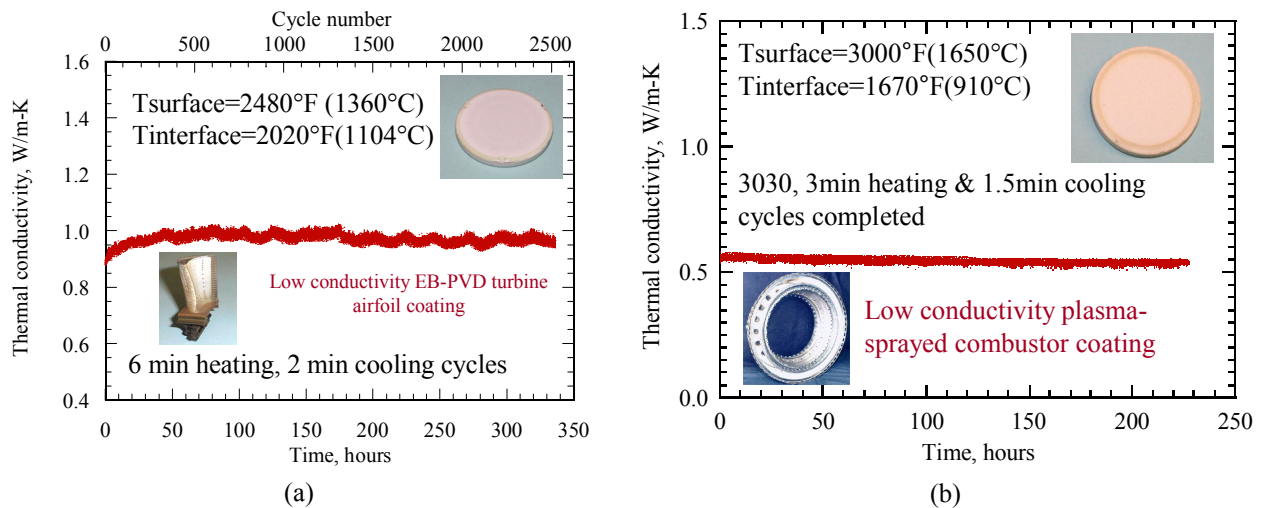 Cycle number
0 500 1000 1500 2000 2500
1.6
1.4
1.2
1.0
0.8
0.6
0.4
Thermal conductivity, W/m-K
Tsurface=2480°F (1360°C)
Tinterface=2020°F(1104°C)
Low conductivity EB-PVD turbine
airfoil coating
6 min heating, 2 min cooling cycles
0 50 100 150 200 250 300 350
Time, hours
(a)
1.5
1.0
0.5
0.0
Thermal conductivity, W/m-K
Tsurface=3000°F(1650°C)
Tinterface=1670°F(910°C)
3030, 3min heating & 1.5min cooling
cycles completed
Low conductivity plasma-
sprayed combustor coating
0 50 100 150 200 250
Time, hours
(b)